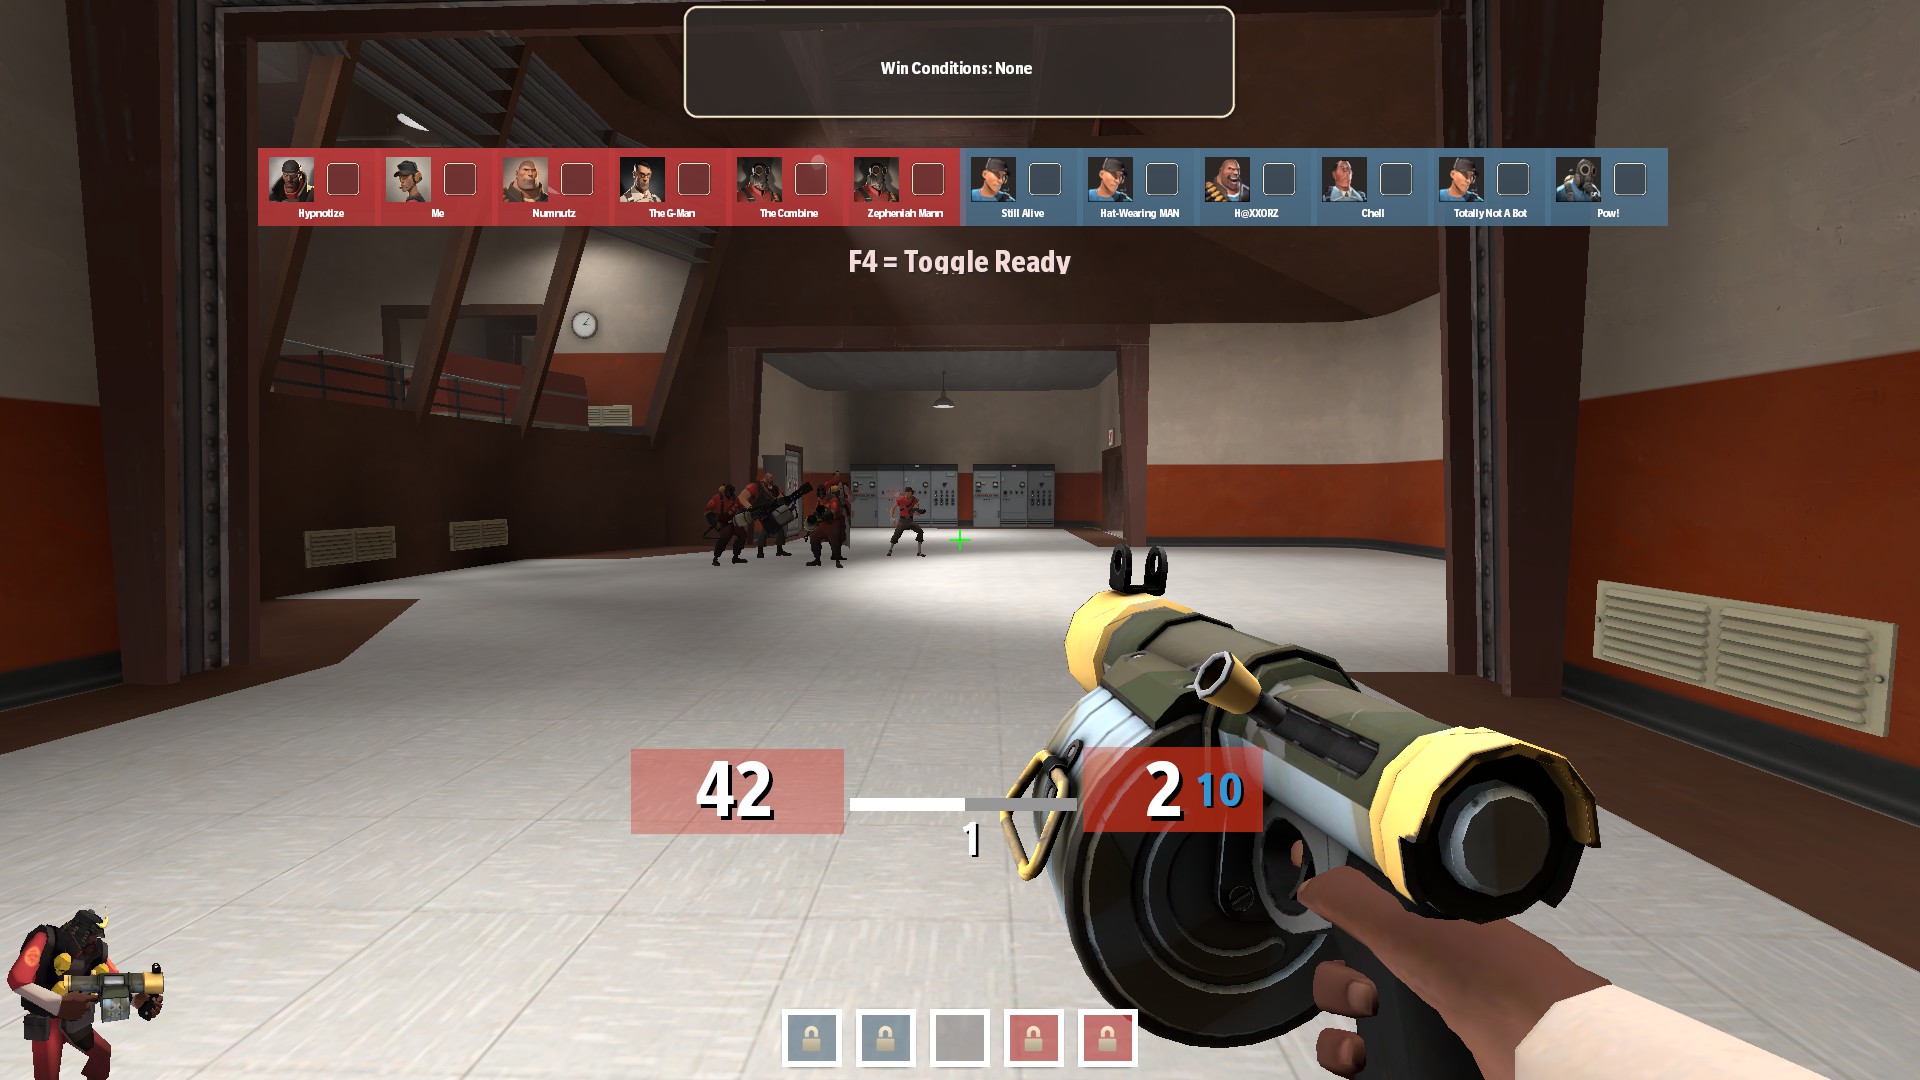 Win Conditions: None
Hypnotize Me Numnutz The G-Man The Combine Zepheniah Mann Still Alive Hat-Wearing MAN H@XXORZ Chell Totally Not A Bot Pow!
F4 = Toggle Ready
42 2 10
1